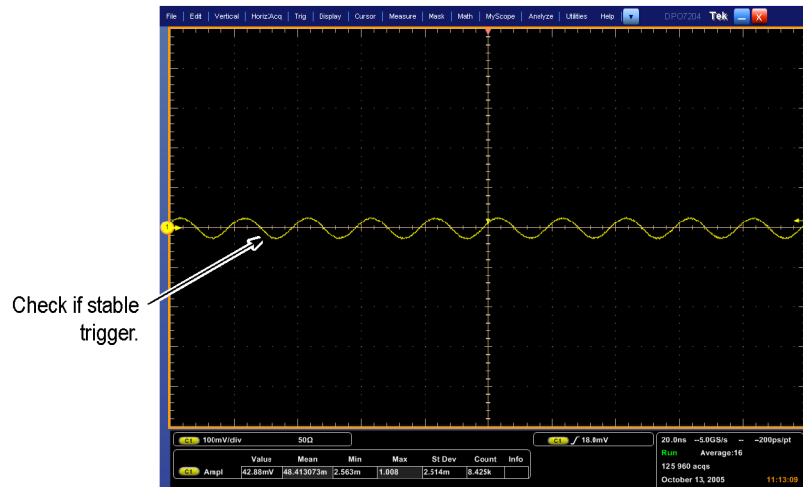 File | Edit | Vertical | Horiz/Acq | Trig | Display | Cursor | Measure | Mask | Math | MyScope | Analyze | Utilities | Help | DPO7204 Tek X
1
Check if stable
trigger.
C1 100mV/div 50Ω
C1 18.0mV
20.0ns --5.0GS/s -- --200ps/pt
Run Average:16
125 960 acqs
October 13, 2005 11:13:09
Value Mean Min Max St Dev Count Info
C1 Ampl 42.88mV 48.413073m 2.563m 1.008 2.514m 8.425k